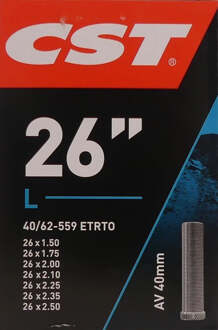 CST®
26”
L
40/62-559 ETRTO
26 x 1.50
26 x 1.75
26 x 2.00
26 x 2.10
26 x 2.25
26 x 2.35
26 x 2.50
AV 40mm